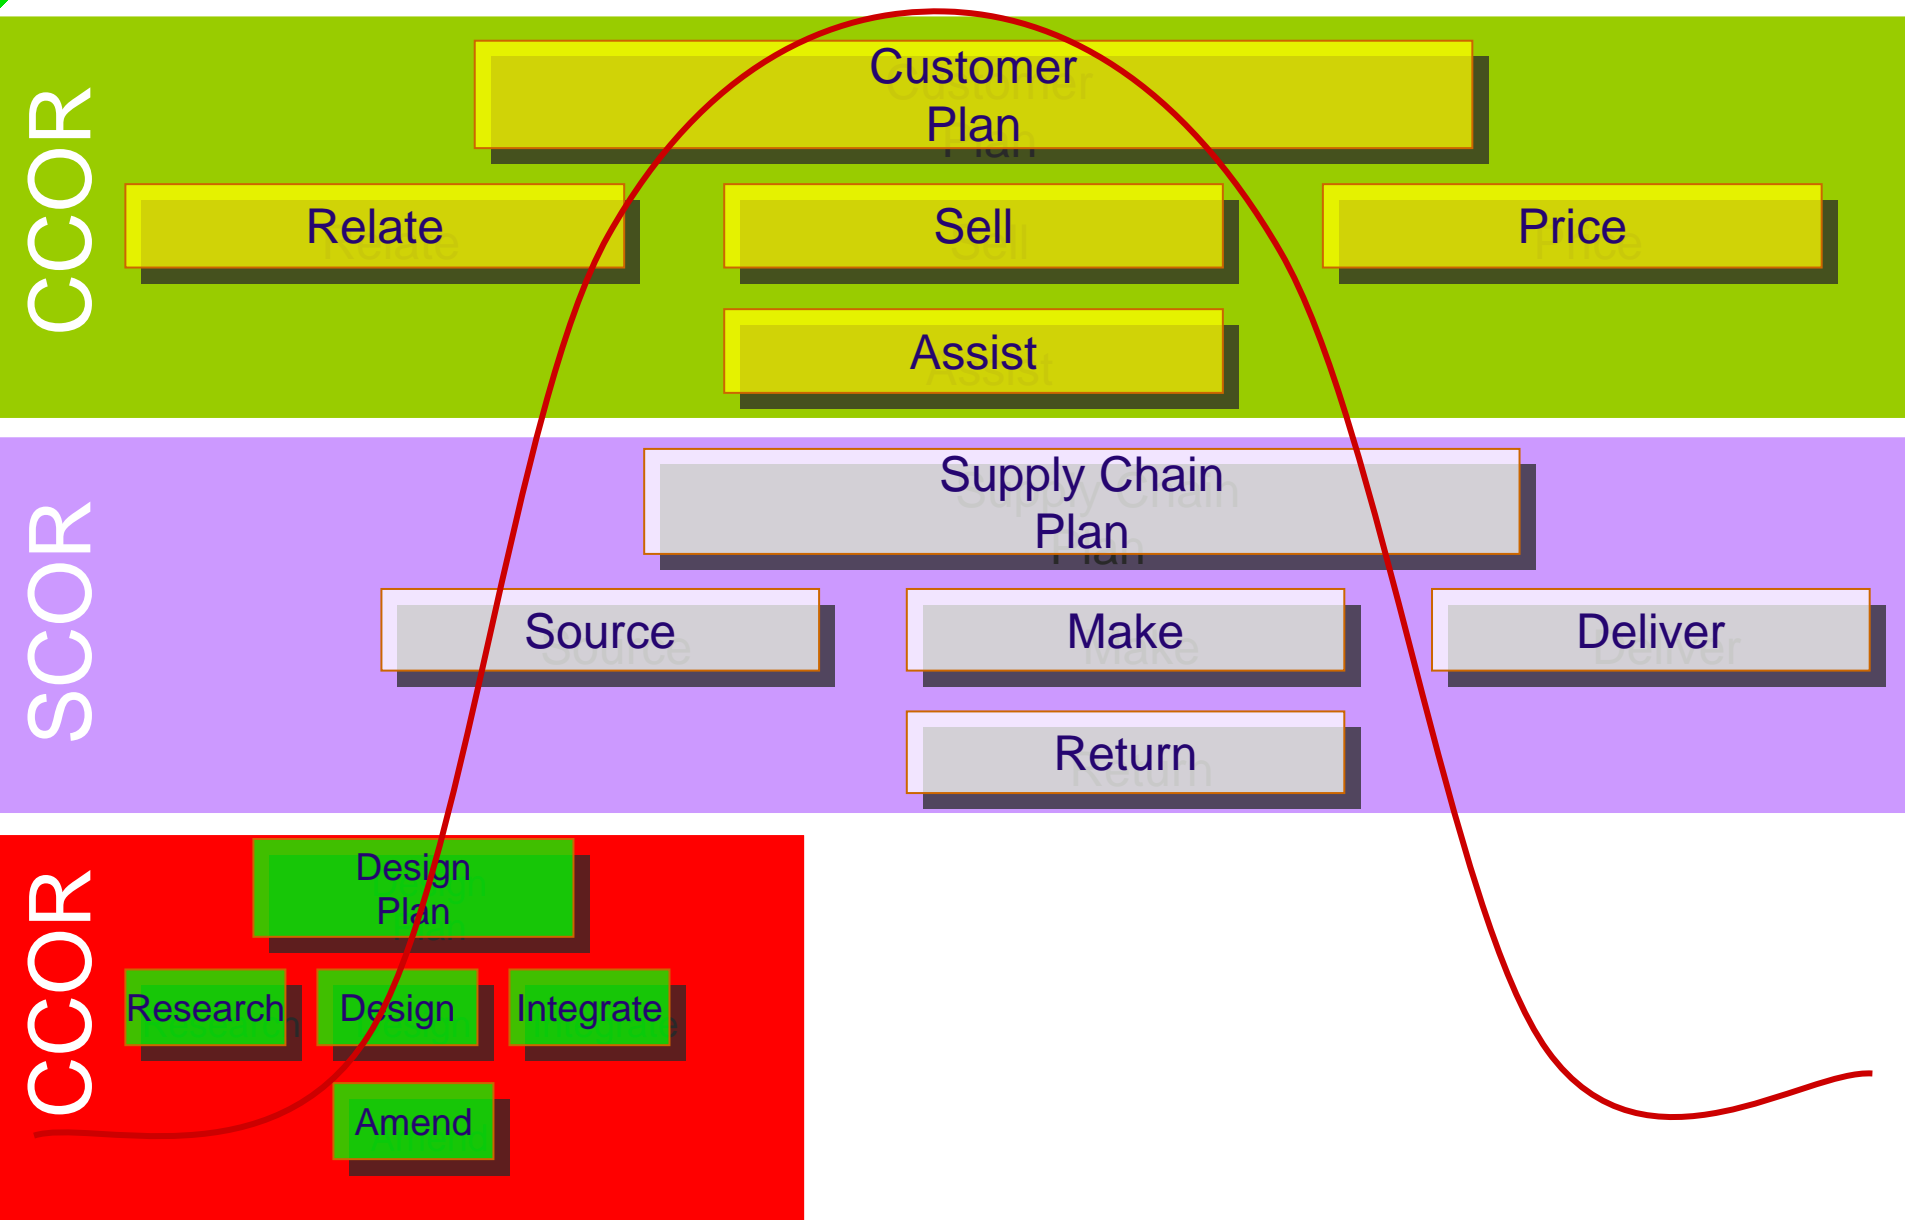 CCOR
Customer
Plan
Relate
Sell
Price
Assist
SCOR
Supply Chain
Plan
Source
Make
Deliver
Return
CCOR
Design
Plan
Research
Design
Integrate
Amend